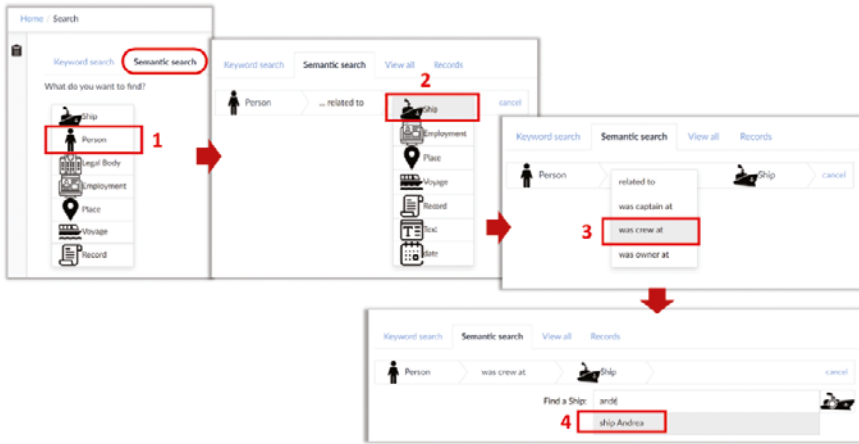 Home / Search
Keyword search Semantic search
What do you want to find?
Ship
Person
1
Legal Body
Employment
Place
Voyage
Record
Keyword search Semantic search View all Records
2
Person ... related to Ship cancel
Employment
Place
Voyage
Record
Text
date
Keyword search Semantic search View all Records
Person related to Ship cancel
was captain at
3 was crew at
was owner at
Keyword search Semantic search View all Records
Person was crew at Ship cancel
Find a Ship: andr
4 ship Andrea